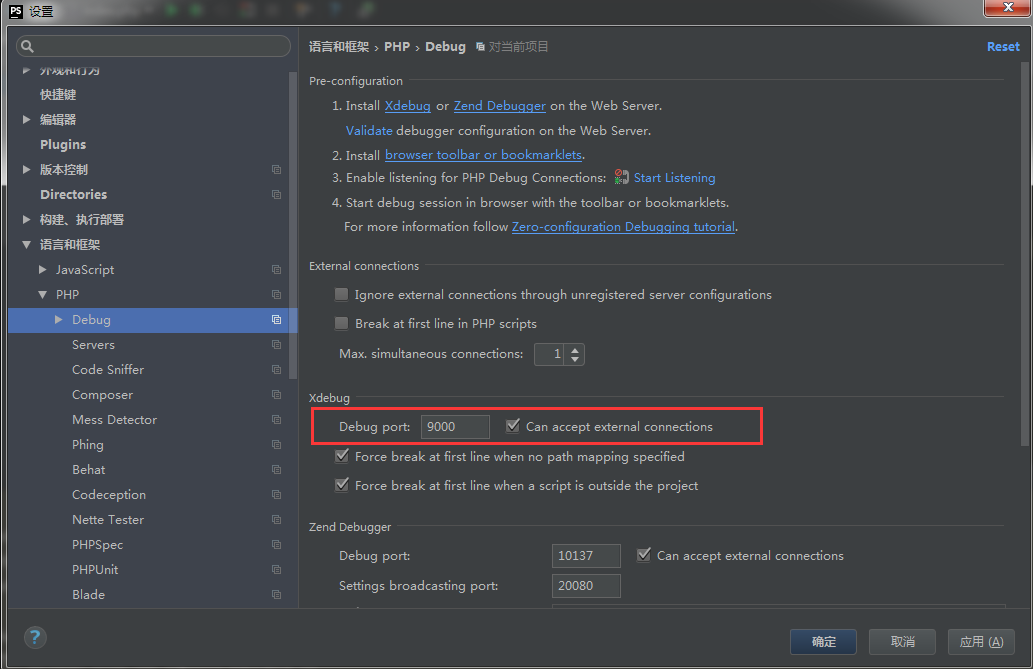 PS 设置
语言和框架 › PHP › Debug 对当前项目 Reset
外观和行为
快捷键
编辑器
Plugins
版本控制
Directories
构建、执行部署
语言和框架
JavaScript
PHP
Debug
Servers
Code Sniffer
Composer
Mess Detector
Phing
Behat
Codeception
Nette Tester
PHPSpec
PHPUnit
Blade
Pre-configuration
1. Install Xdebug or Zend Debugger on the Web Server.
Validate debugger configuration on the Web Server.
2. Install browser toolbar or bookmarklets.
3. Enable listening for PHP Debug Connections: Start Listening
4. Start debug session in browser with the toolbar or bookmarklets.
For more information follow Zero-configuration Debugging tutorial.
External connections
Ignore external connections through unregistered server configurations
Break at first line in PHP scripts
Max. simultaneous connections: 1
Xdebug
Debug port: 9000 Can accept external connections
Force break at first line when no path mapping specified
Force break at first line when a script is outside the project
Zend Debugger
Debug port: 10137 Can accept external connections
Settings broadcasting port: 20080
? 确定 取消 应用 (A)